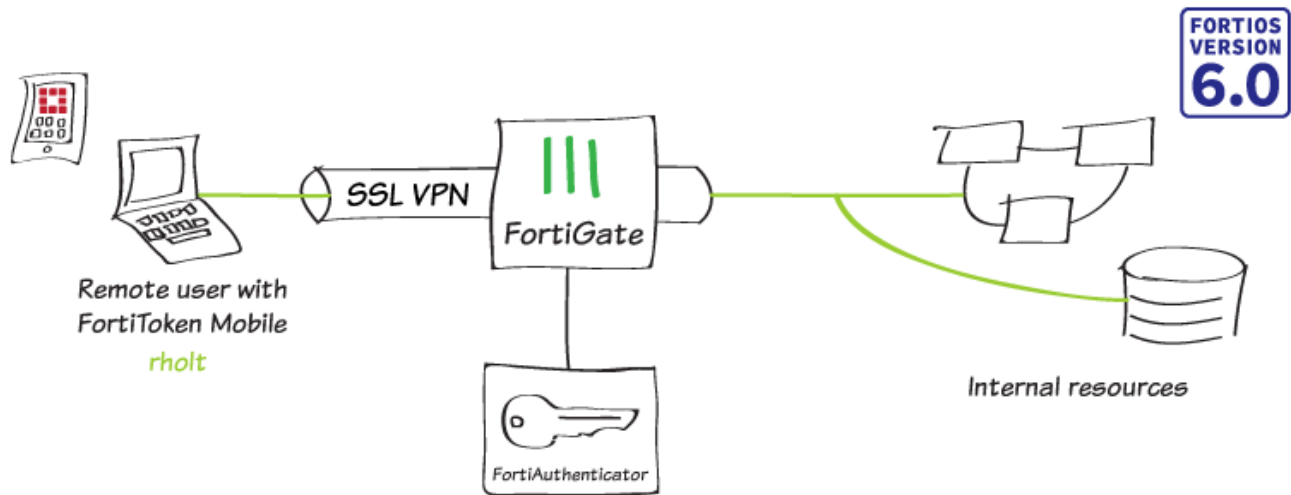 FORTIOS
VERSION
6.0
SSL VPN
FortiGate
Remote user with
FortiToken Mobile
rholt
Internal resources
FortiAuthenticator